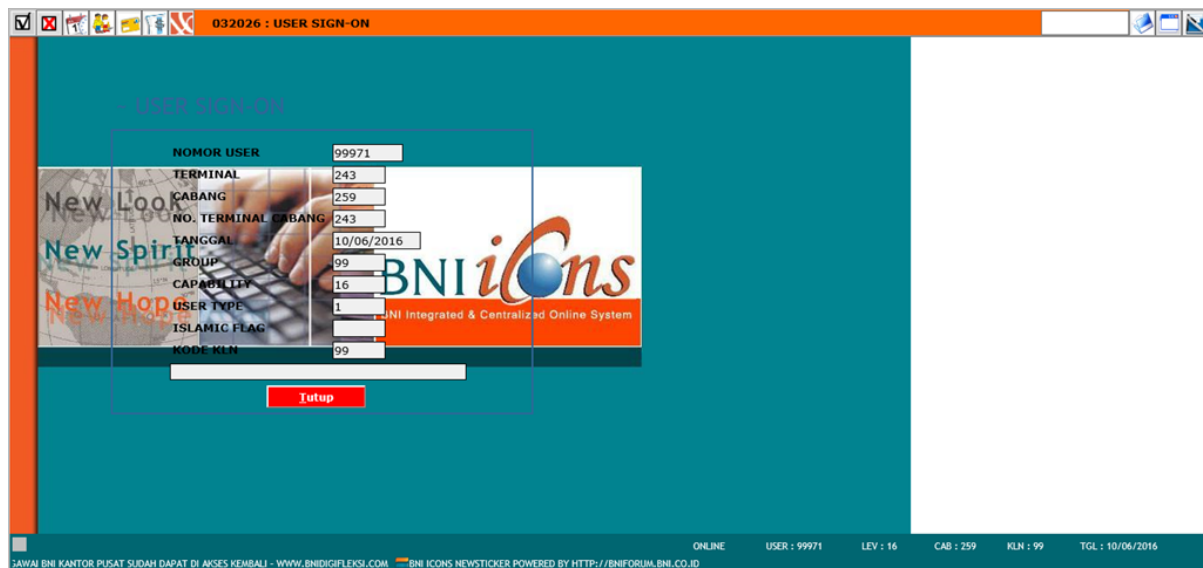 032026 : USER SIGN-ON
- USER SIGN-ON
NOMOR USER 99971
TERMINAL 243
CABANG 259
NO. TERMINAL CABANG 243
TANGGAL 10/06/2016
GROUP 99
CAPABILITY 16
USER TYPE 1
ISLAMIC FLAG
KODE KLN 99
Tutup
New Look
New Spirit
New Hope
BNI icons
BNI Integrated & Centralized Online System
ONLINE USER : 99971 LEV : 16 CAB : 259 KLN : 99 TGL : 10/06/2016
GAWAI BNI KANTOR PUSAT SUDAH DAPAT DI AKSES KEMBALI - WWW.BNIDIGIFLEKSI.COM BNI ICONS NEWSTICKER POWERED BY HTTP://BNIFORUM.BNI.CO.ID